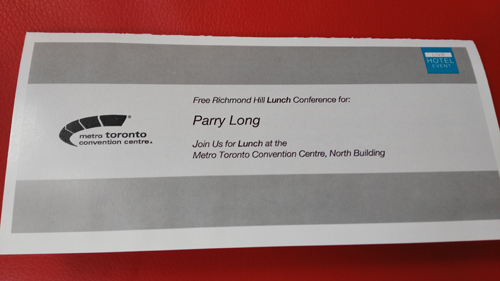 HOTEL
EVENT
Free Richmond Hill Lunch Conference for:
Parry Long
metro toronto
convention centre.
Join Us for Lunch at the
Metro Toronto Convention Centre, North Building